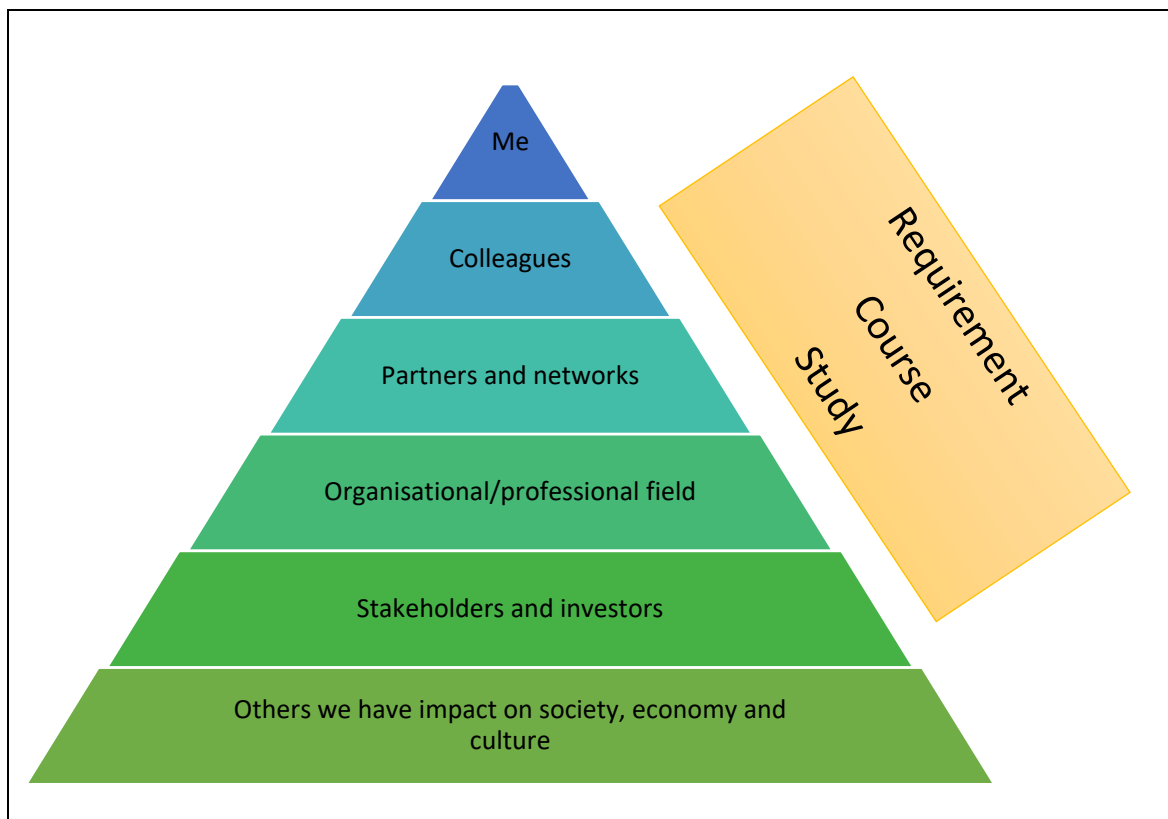 Me
Colleagues
Partners and networks
Organisational/professional field
Stakeholders and investors
Others we have impact on society, economy and
culture
Requirement
Course
Study